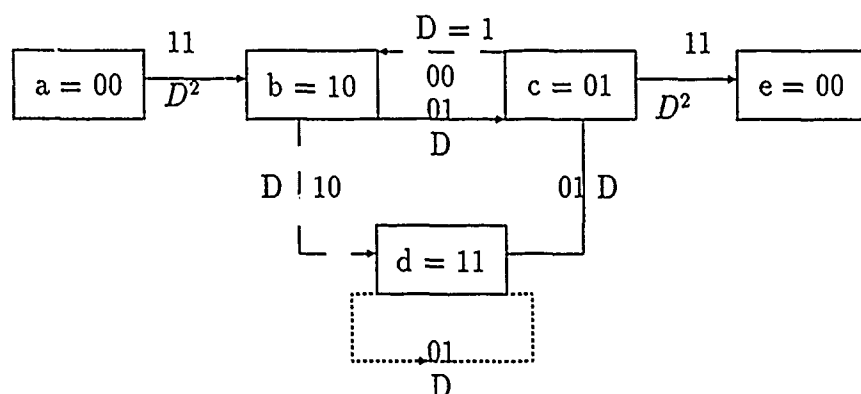 D = 1
11
11
a = 00
b = 10
00
c = 01
e = 00
D²
01
D²
D
D
10
01 D
d = 11
01
D